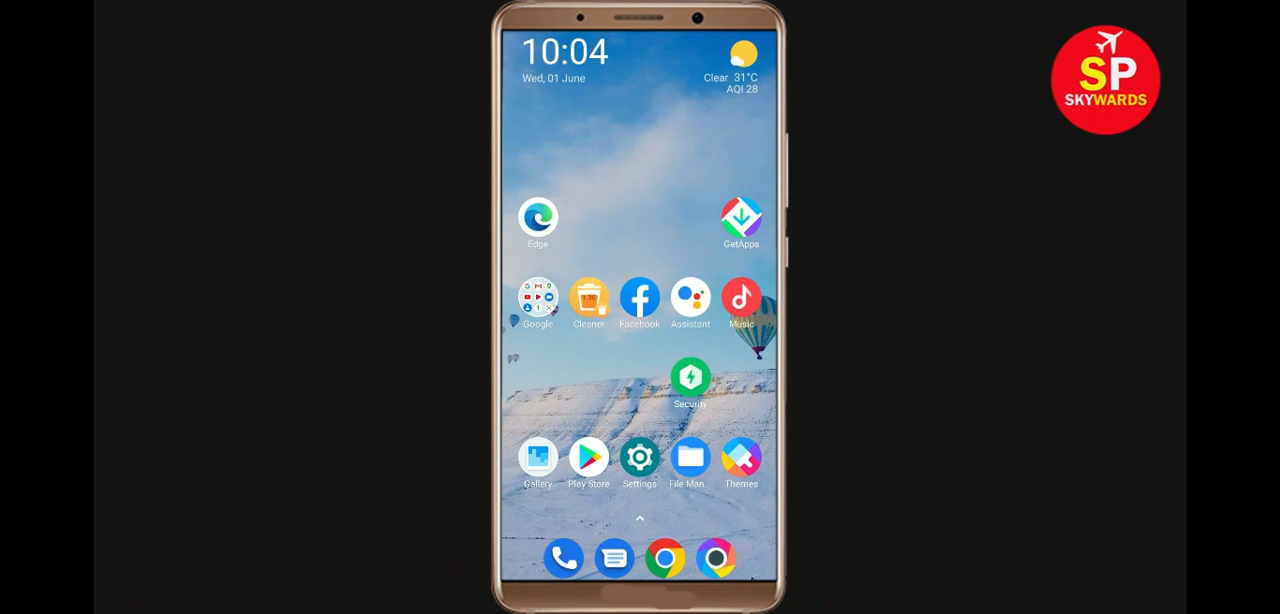 10:04
Wed, 01 June
Clear 31°C
AQI 28
SP
SKYWARDS
Edge
GetApps
Google
Cleaner
Facebook
Assistant
Music
Security
Gallery
Play Store
Settings
File Man..
Themes